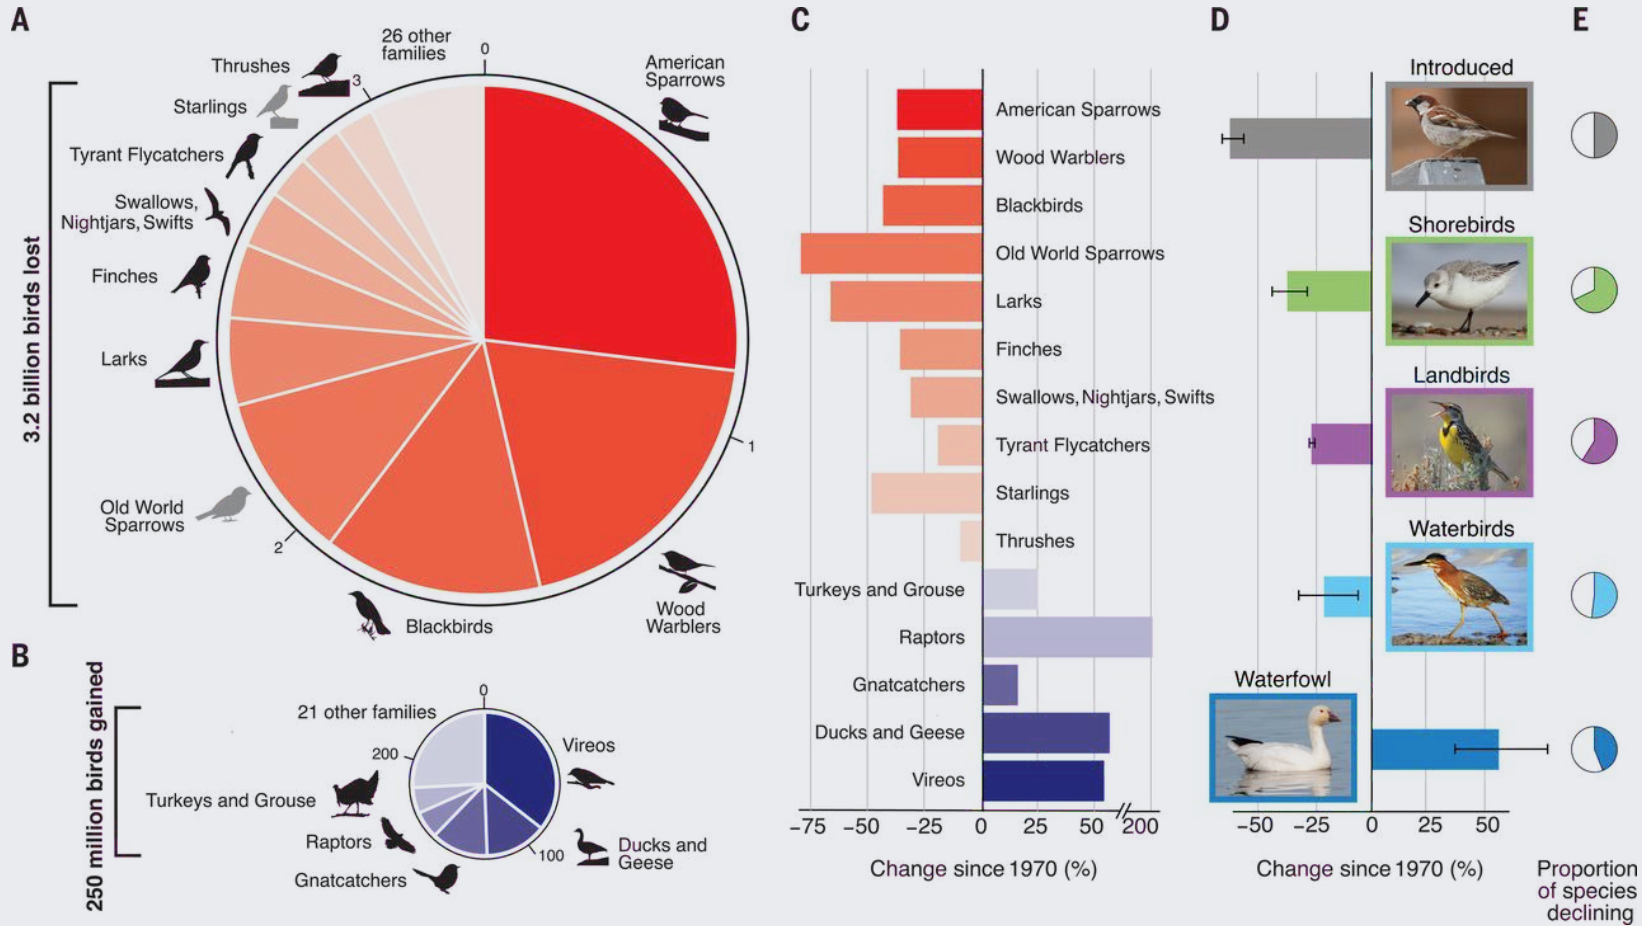 A
3.2 billion birds lost
26 other
families
0
American
Sparrows
Thrushes
3
Starlings
Tyrant Flycatchers
Swallows,
Nightjars, Swifts
Finches
Larks
1
Old World
Sparrows
2
Wood
Warblers
Blackbirds
B
250 million birds gained
0
21 other families
Vireos
200
Turkeys and Grouse
Raptors
100
Ducks and
Geese
Gnatcatchers
C
American Sparrows
Wood Warblers
Blackbirds
Old World Sparrows
Larks
Finches
Swallows, Nightjars, Swifts
Tyrant Flycatchers
Starlings
Thrushes
Turkeys and Grouse
Raptors
Gnatcatchers
Ducks and Geese
Vireos
−75 −50 −25 0 25 50 200
Change since 1970 (%)
D
Introduced
Shorebirds
Landbirds
Waterbirds
Waterfowl
−50 −25 0 25 50
Change since 1970 (%)
E
Proportion
of species
declining